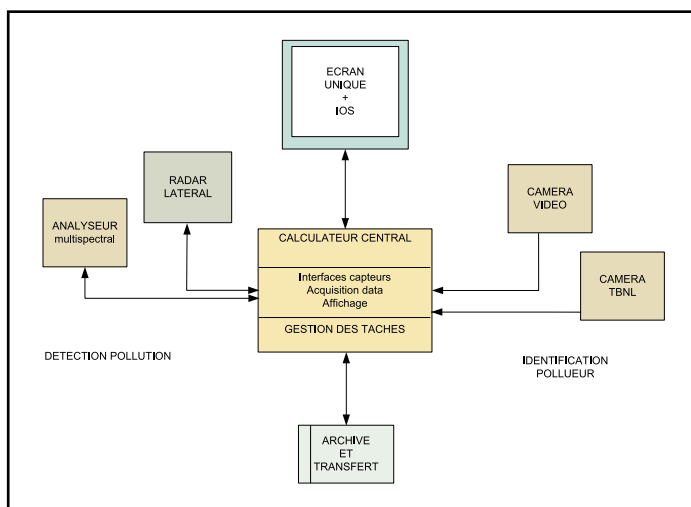 ECRAN
UNIQUE
+
IOS
RADAR
LATERAL
CAMERA
VIDEO
ANALYSEUR
multispectral
CALCULATEUR CENTRAL
CAMERA
TBNL
Interfaces capteurs
Acquisition data
Affichage
GESTION DES TACHES
DETECTION POLLUTION
IDENTIFICATION
POLLUEUR
ARCHIVE
ET
TRANSFERT